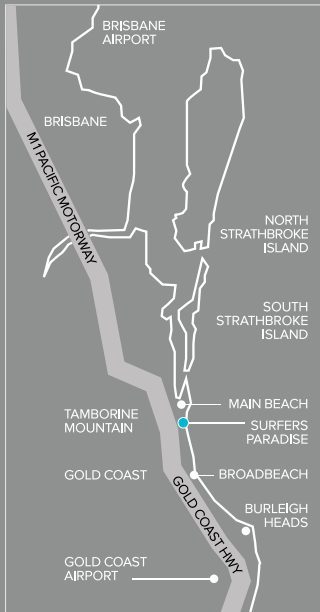 BRISBANE
AIRPORT
BRISBANE
M1 PACIFIC MOTORWAY
NORTH
STRATHBROKE
ISLAND
SOUTH
STRATHBROKE
ISLAND
MAIN BEACH
TAMBORINE
MOUNTAIN
SURFERS
PARADISE
GOLD COAST
BROADBEACH
GOLD COAST HWY
BURLEIGH
HEADS
GOLD COAST
AIRPORT